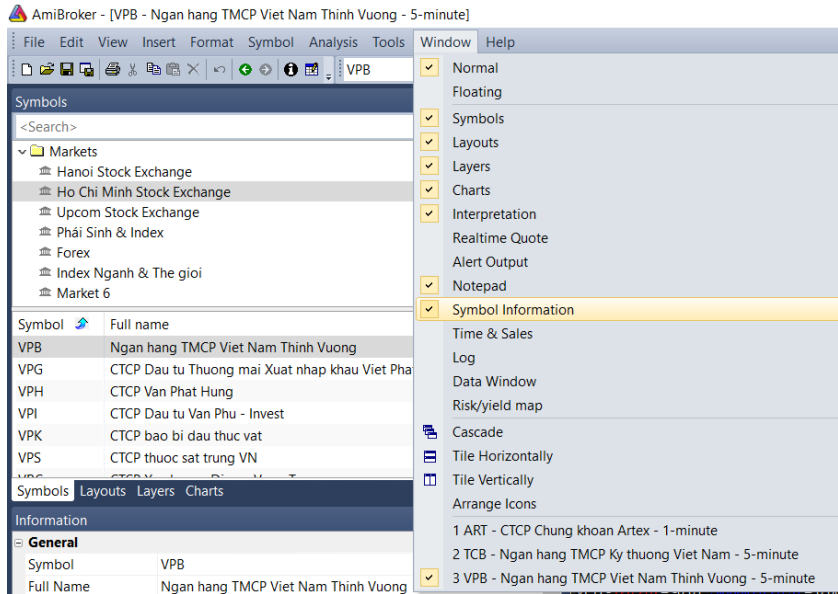 AmiBroker - [VPB - Ngan hang TMCP Viet Nam Thinh Vuong - 5-minute]
File Edit View Insert Format Symbol Analysis Tools Window Help
VPB
Symbols
<Search>
Markets
Hanoi Stock Exchange
Ho Chi Minh Stock Exchange
Upcom Stock Exchange
Phái Sinh & Index
Forex
Index Nganh & The gioi
Market 6
Symbol Full name
VPB Ngan hang TMCP Viet Nam Thinh Vuong
VPG CTCP Dau tu Thuong mai Xuat nhap khau Viet Pha
VPH CTCP Van Phat Hung
VPI CTCP Dau tu Van Phu - Invest
VPK CTCP bao bi dau thuc vat
VPS CTCP thuoc sat trung VN
Symbols Layouts Layers Charts
Information
General
Symbol VPB
Full Name Ngan hang TMCP Viet Nam Thinh Vuong
Normal
Floating
Symbols
Layouts
Layers
Charts
Interpretation
Realtime Quote
Alert Output
Notepad
Symbol Information
Time & Sales
Log
Data Window
Risk/yield map
Cascade
Tile Horizontally
Tile Vertically
Arrange Icons
1 ART - CTCP Chung khoan Artex - 1-minute
2 TCB - Ngan hang TMCP Ky thuong Viet Nam - 5-minute
3 VPB - Ngan hang TMCP Viet Nam Thinh Vuong - 5-minute